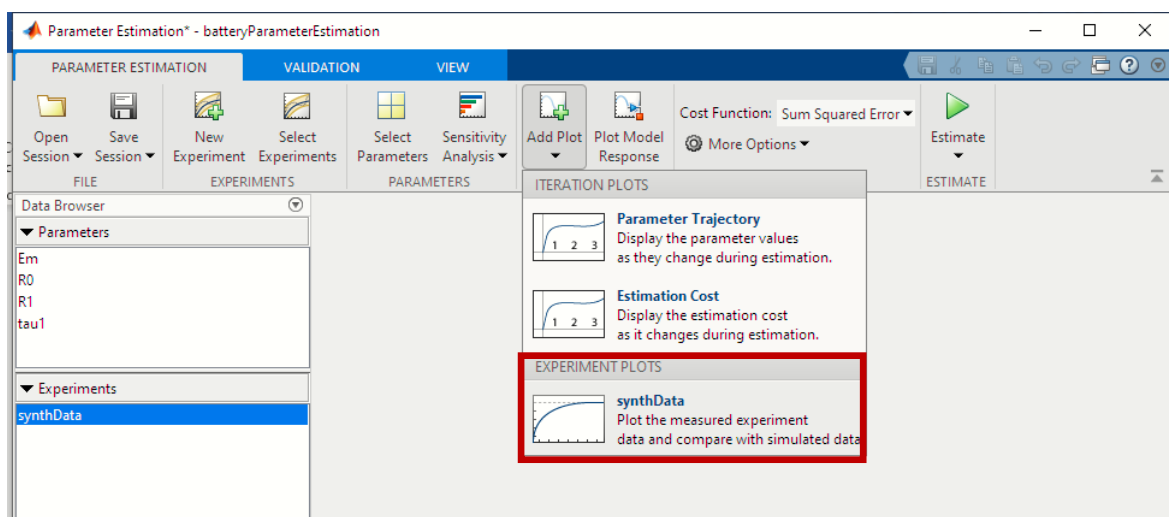 Parameter Estimation* - batteryParameterEstimation
PARAMETER ESTIMATION VALIDATION VIEW
Open Session Save Session New Experiment Select Experiments Select Parameters Sensitivity Analysis Add Plot Plot Model Response Cost Function: Sum Squared Error More Options Estimate
FILE EXPERIMENTS PARAMETERS ESTIMATE
Data Browser
Parameters
Em
R0
R1
tau1
Experiments
synthData
ITERATION PLOTS
1 2 3
Parameter Trajectory
Display the parameter values
as they change during estimation.
1 2 3
Estimation Cost
Display the estimation cost
as it changes during estimation.
EXPERIMENT PLOTS
synthData
Plot the measured experiment
data and compare with simulated data